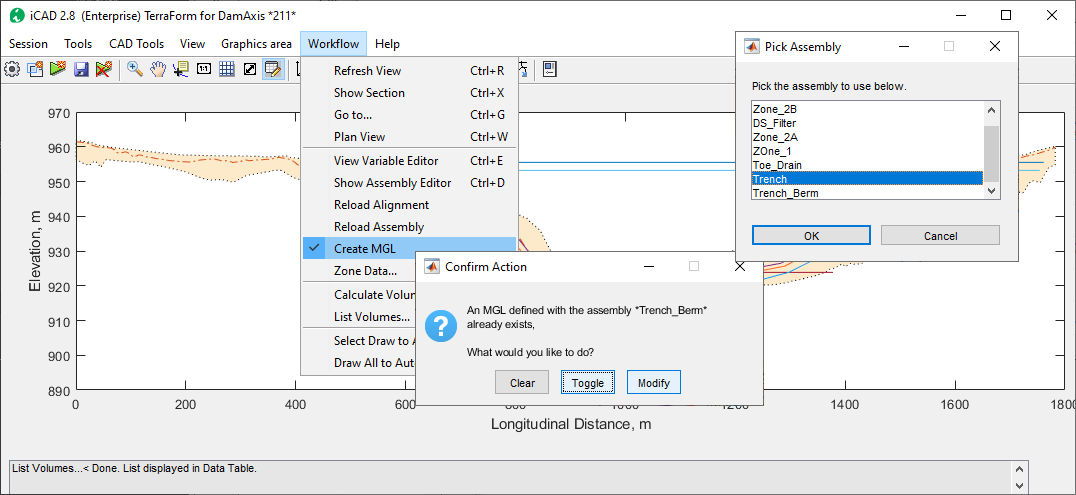 iCAD 2.8 (Enterprise) TerraForm for DamAxis *211*
Session Tools CAD Tools View Graphics area Workflow Help
Refresh View Ctrl+R
Show Section Ctrl+X
Go to... Ctrl+G
Plan View Ctrl+W
View Variable Editor Ctrl+E
Show Assembly Editor Ctrl+D
Reload Alignment
Reload Assembly
Create MGL
Zone Data...
Calculate Volun
List Volumes...
Select Draw to A
Draw All to Aut
Pick Assembly
Pick the assembly to use below.
Zone_2B
DS_Filter
Zone_2A
ZOne_1
Toe_Drain
Trench
Trench_Berm
OK Cancel
Confirm Action
An MGL defined with the assembly *Trench_Berm*
already exists,
What would you like to do?
Clear Toggle Modify
Elevation, m
970
960
950
940
930
920
910
900
890
0 200 400 600 800 1000 1200 1400 1600 1800
Longitudinal Distance, m
List Volumes...< Done. List displayed in Data Table.